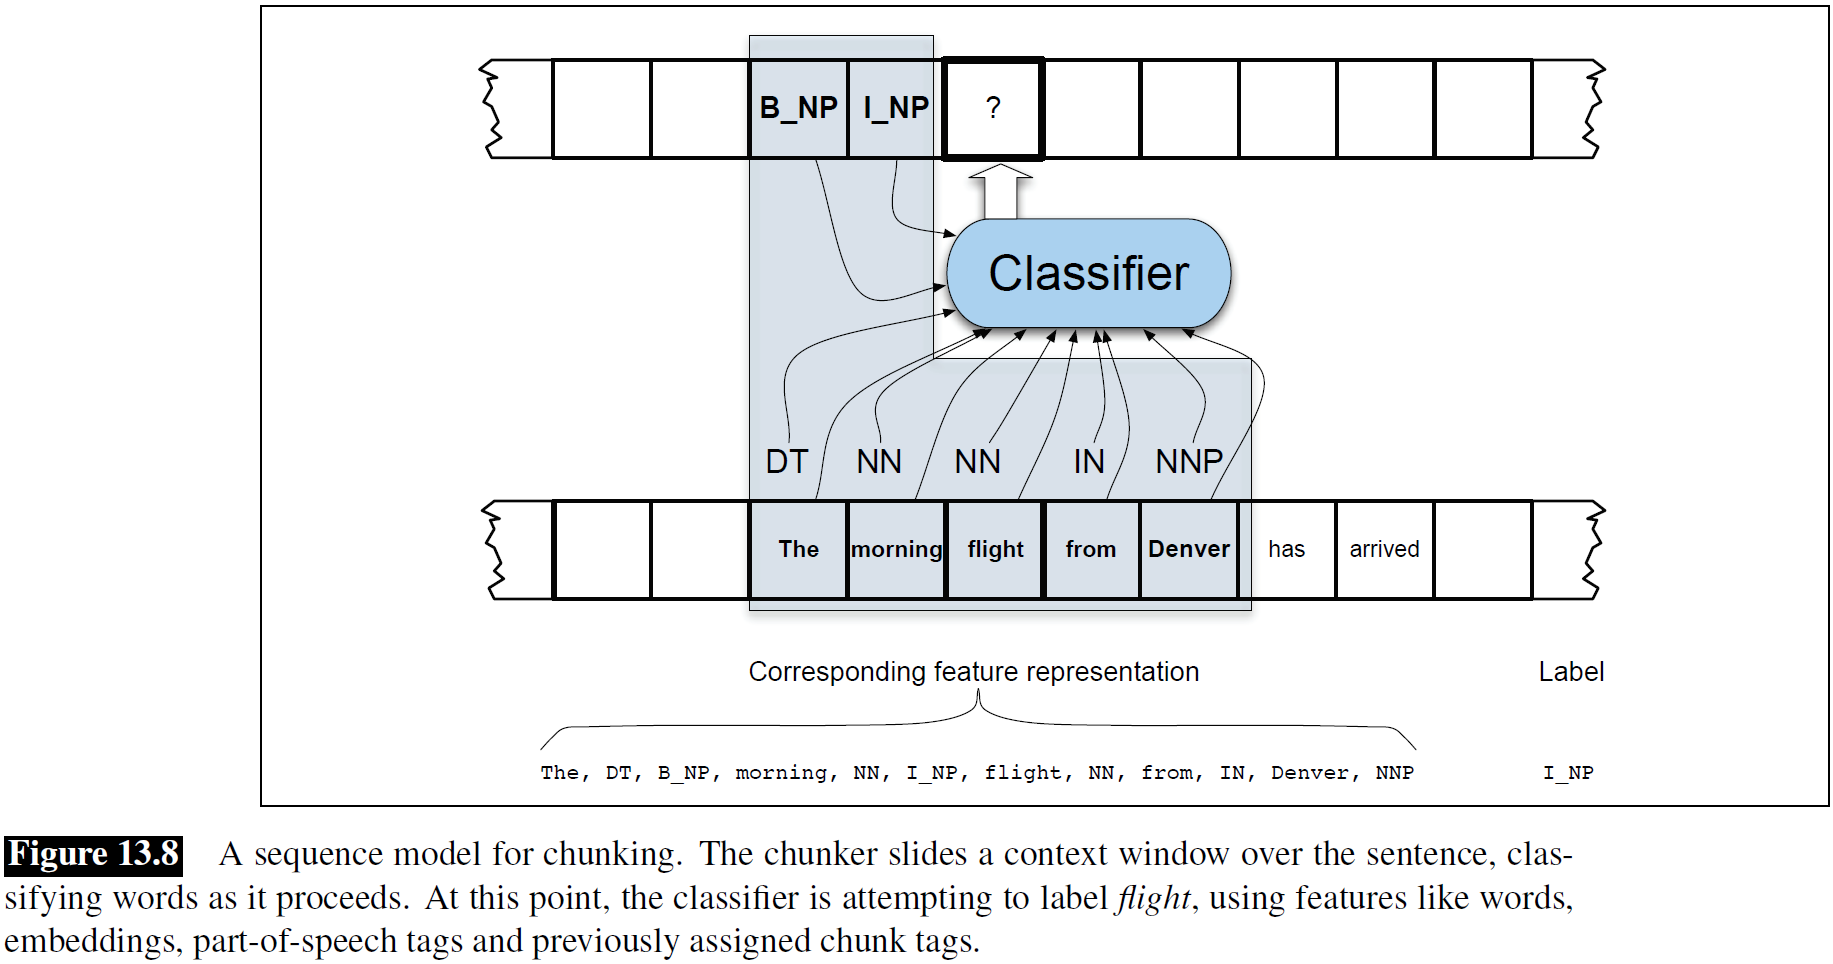 B_NP I_NP ?
Classifier
DT NN NN IN NNP
The morning flight from Denver has arrived
Corresponding feature representation Label
The, DT, B_NP, morning, NN, I_NP, flight, NN, from, IN, Denver, NNP I_NP
Figure 13.8 A sequence model for chunking. The chunker slides a context window over the sentence, clas-
sifying words as it proceeds. At this point, the classifier is attempting to label flight, using features like words,
embeddings, part-of-speech tags and previously assigned chunk tags.